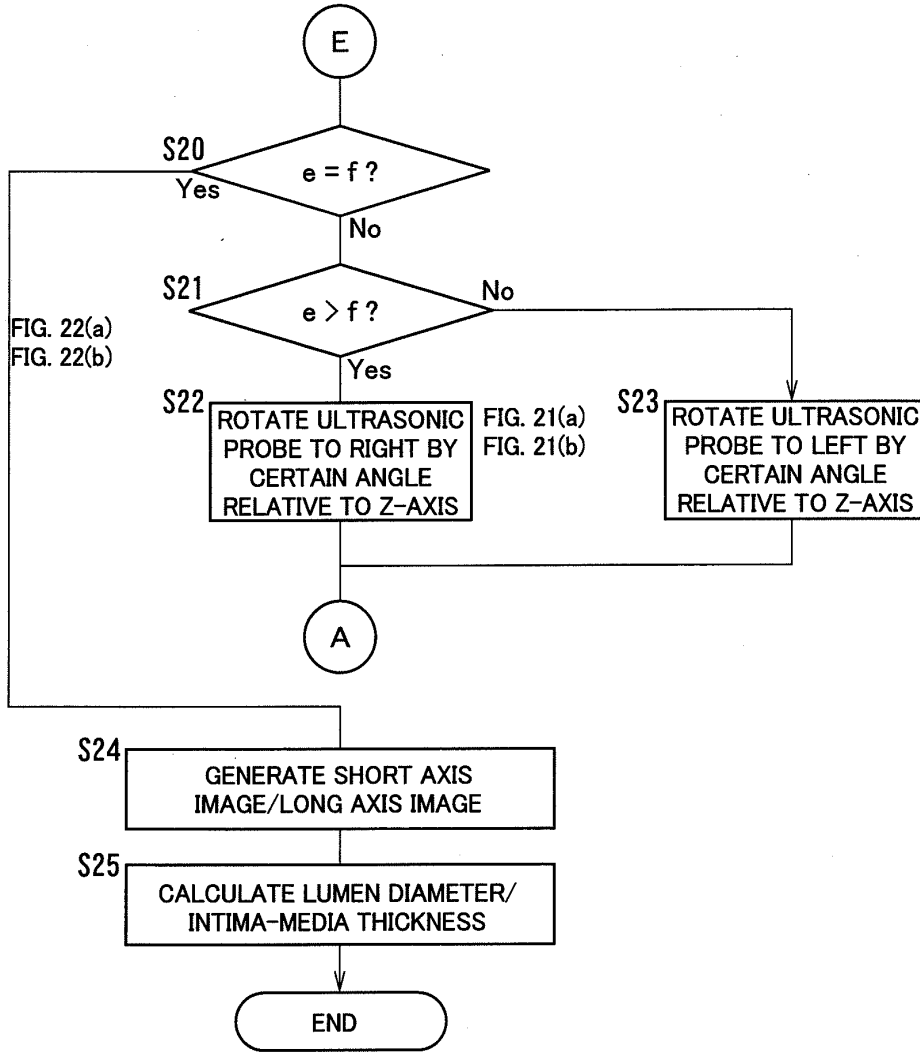 E
S20
e = f ?
Yes
No
S21
e > f ?
No
Yes
FIG. 22(a)
FIG. 22(b)
S22
ROTATE ULTRASONIC
PROBE TO RIGHT BY
CERTAIN ANGLE
RELATIVE TO Z-AXIS
FIG. 21(a)
FIG. 21(b)
S23
ROTATE ULTRASONIC
PROBE TO LEFT BY
CERTAIN ANGLE
RELATIVE TO Z-AXIS
A
S24
GENERATE SHORT AXIS
IMAGE/LONG AXIS IMAGE
S25
CALCULATE LUMEN DIAMETER/
INTIMA-MEDIA THICKNESS
END